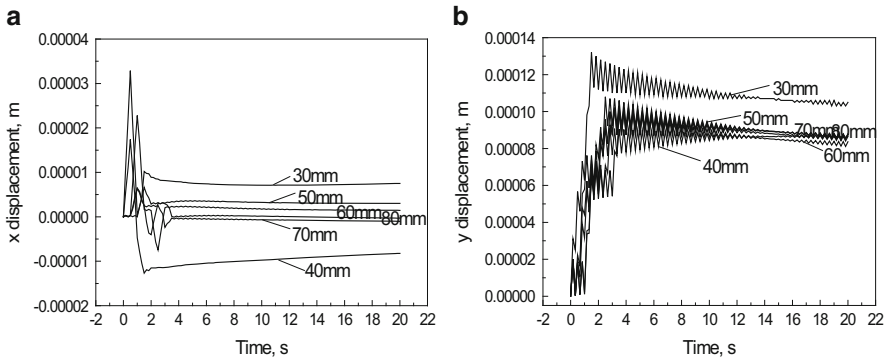 a
0.00004
0.00003
0.00002
0.00001
0.00000
-0.00001
-0.00002
x displacement, m
30mm
50mm
60mm
80mm
70mm
40mm
-2 0 2 4 6 8 10 12 14 16 18 20 22
Time, s
b
0.00014
0.00012
0.00010
0.00008
0.00006
0.00004
0.00002
0.00000
y displacement, m
30mm
50mm
70mm
80mm
60mm
40mm
-2 0 2 4 6 8 10 12 14 16 18 20 22
Time, s